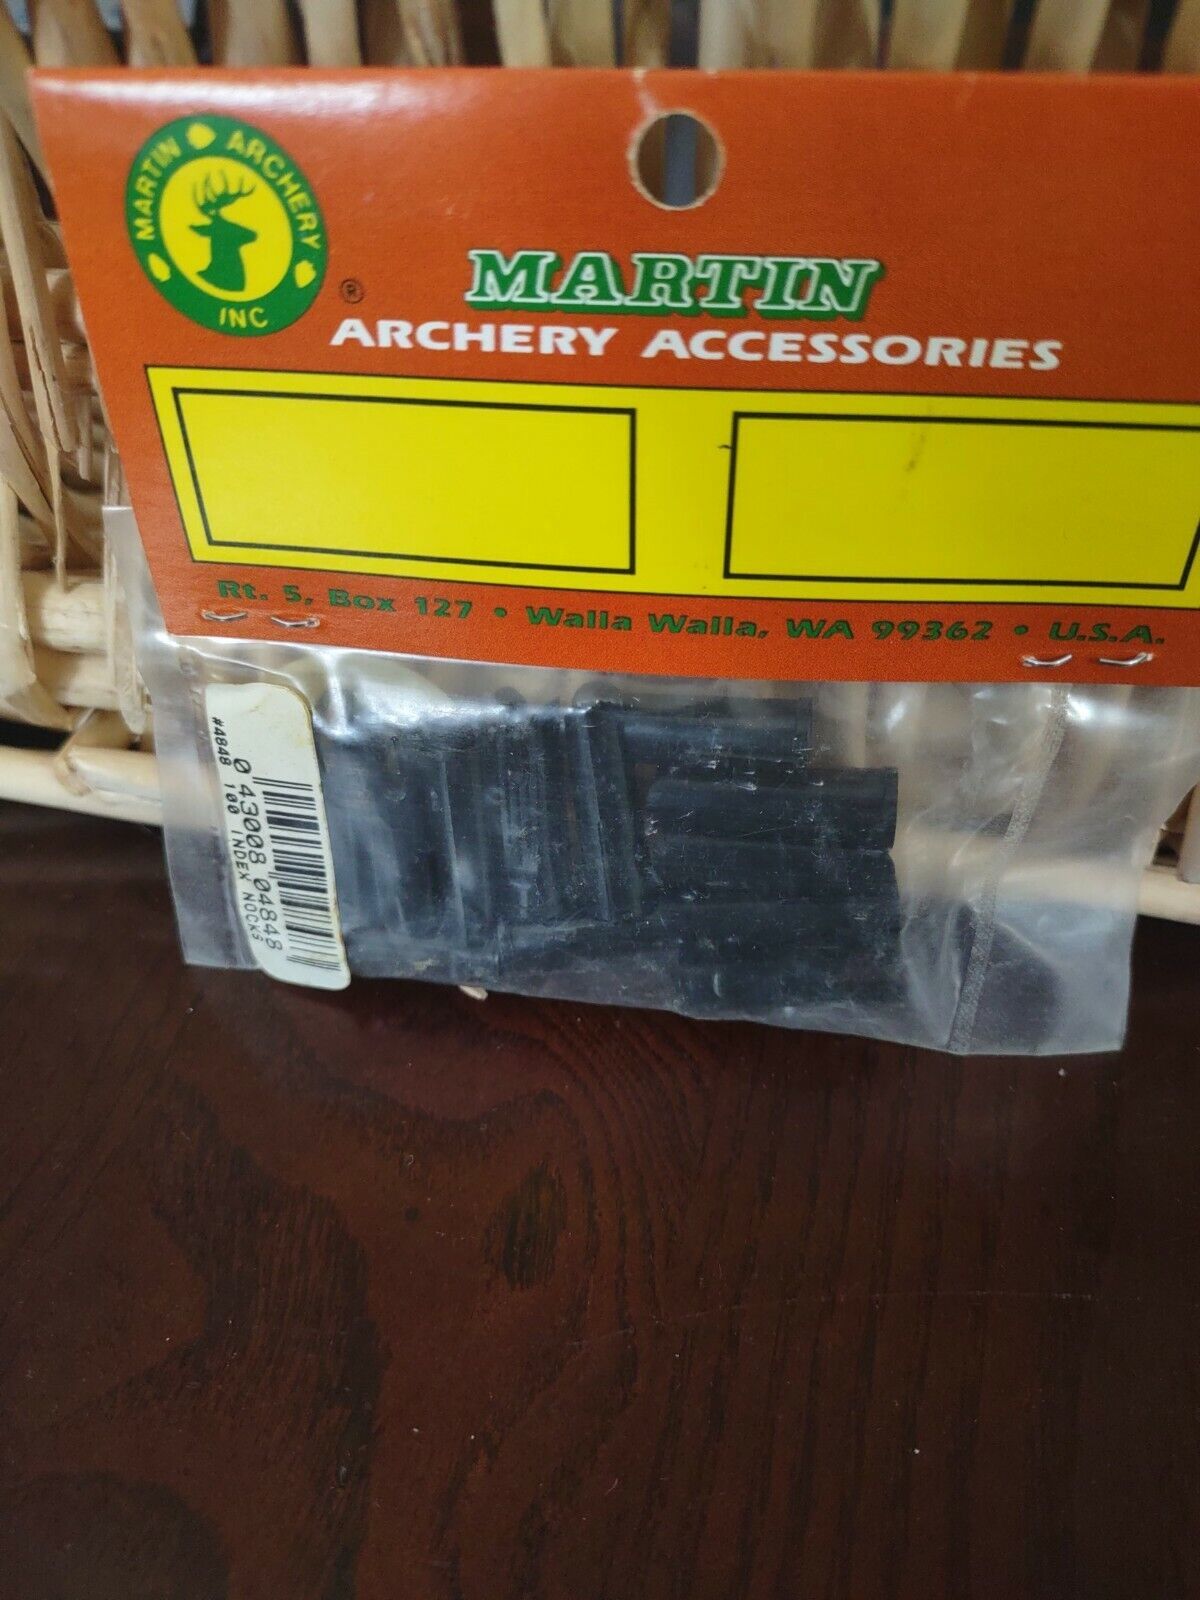 MARTIN ARCHERY
INC
®
MARTIN
ARCHERY ACCESSORIES
Rt. 5, Box 127 • Walla Walla, WA 99362 • U.S.A.
0 43008 04848
#4848 100 INDEX NOCKS